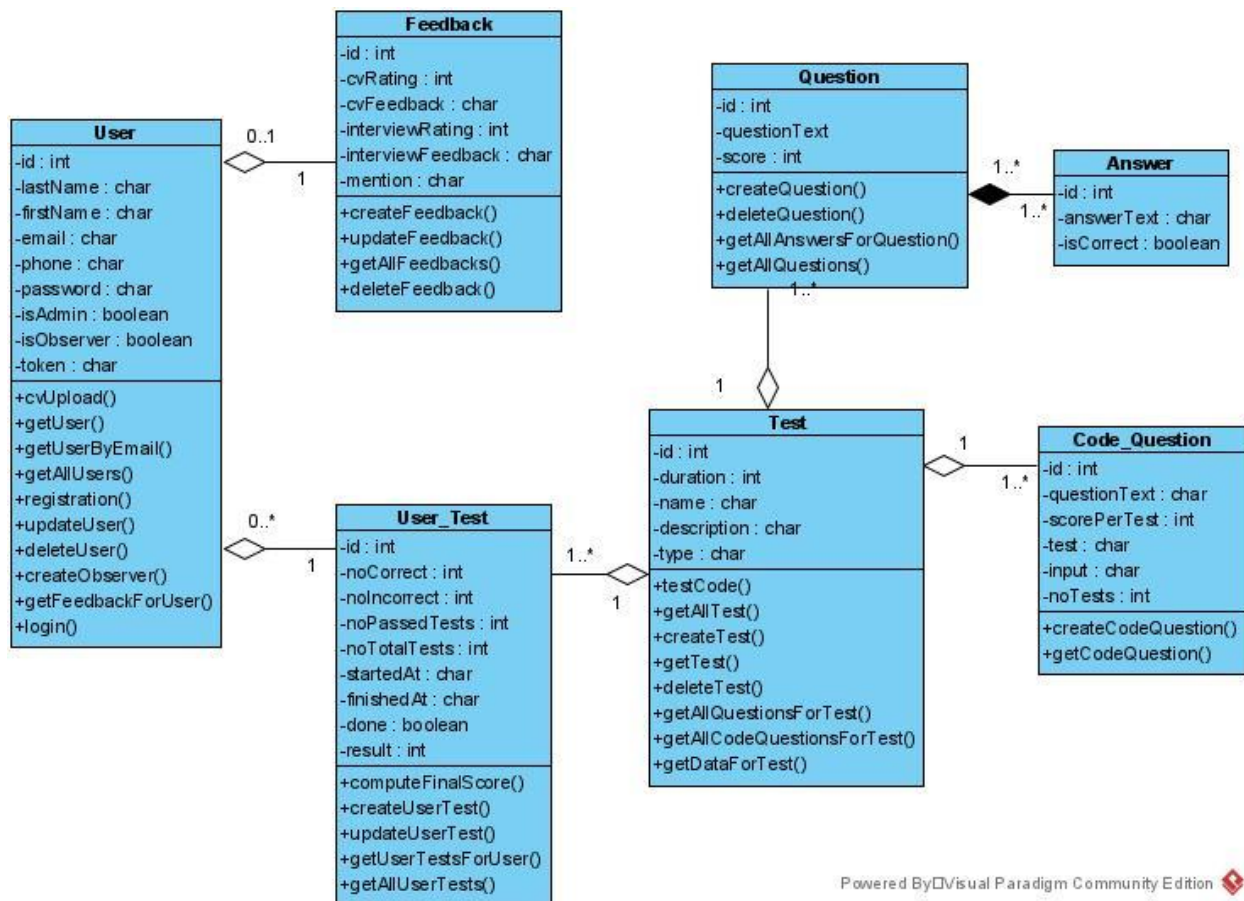 Feedback
-id : int
-cvRating : int
-cvFeedback : char
-interviewRating : int
-interviewFeedback : char
-mention : char
+createFeedback()
+updateFeedback()
+getAllFeedbacks()
+deleteFeedback()
User
-id : int
-lastName : char
-firstName : char
-email : char
-phone : char
-password : char
-isAdmin : boolean
-isObserver : boolean
-token : char
+cvUpload()
+getUser()
+getUserByEmail()
+getAllUsers()
+registration()
+updateUser()
+deleteUser()
+createObserver()
+getFeedbackForUser()
+login()
0..1
1
0..*
1
Question
-id : int
-questionText
-score : int
+createQuestion()
+deleteQuestion()
+getAllAnswersForQuestion()
+getAllQuestions()
1..*
1..*
Answer
-id : int
-answerText : char
-isCorrect : boolean
1..*
1
User_Test
-id : int
-noCorrect : int
-noIncorrect : int
-noPassedTests : int
-noTotalTests : int
-startedAt : char
-finishedAt : char
-done : boolean
-result : int
+computeFinalScore()
+createUserTest()
+updateUserTest()
+getUserTestsForUser()
+getAllUserTests()
1..*
1
Test
-id : int
-duration : int
-name : char
-description : char
-type : char
+testCode()
+getAllTest()
+createTest()
+getTest()
+deleteTest()
+getAllQuestionsForTest()
+getAllCodeQuestionsForTest()
+getDataForTest()
1
1..*
Code_Question
-id : int
-questionText : char
-scorePerTest : int
-test : char
-input : char
-noTests : int
+createCodeQuestion()
+getCodeQuestion()
Powered By□Visual Paradigm Community Edition